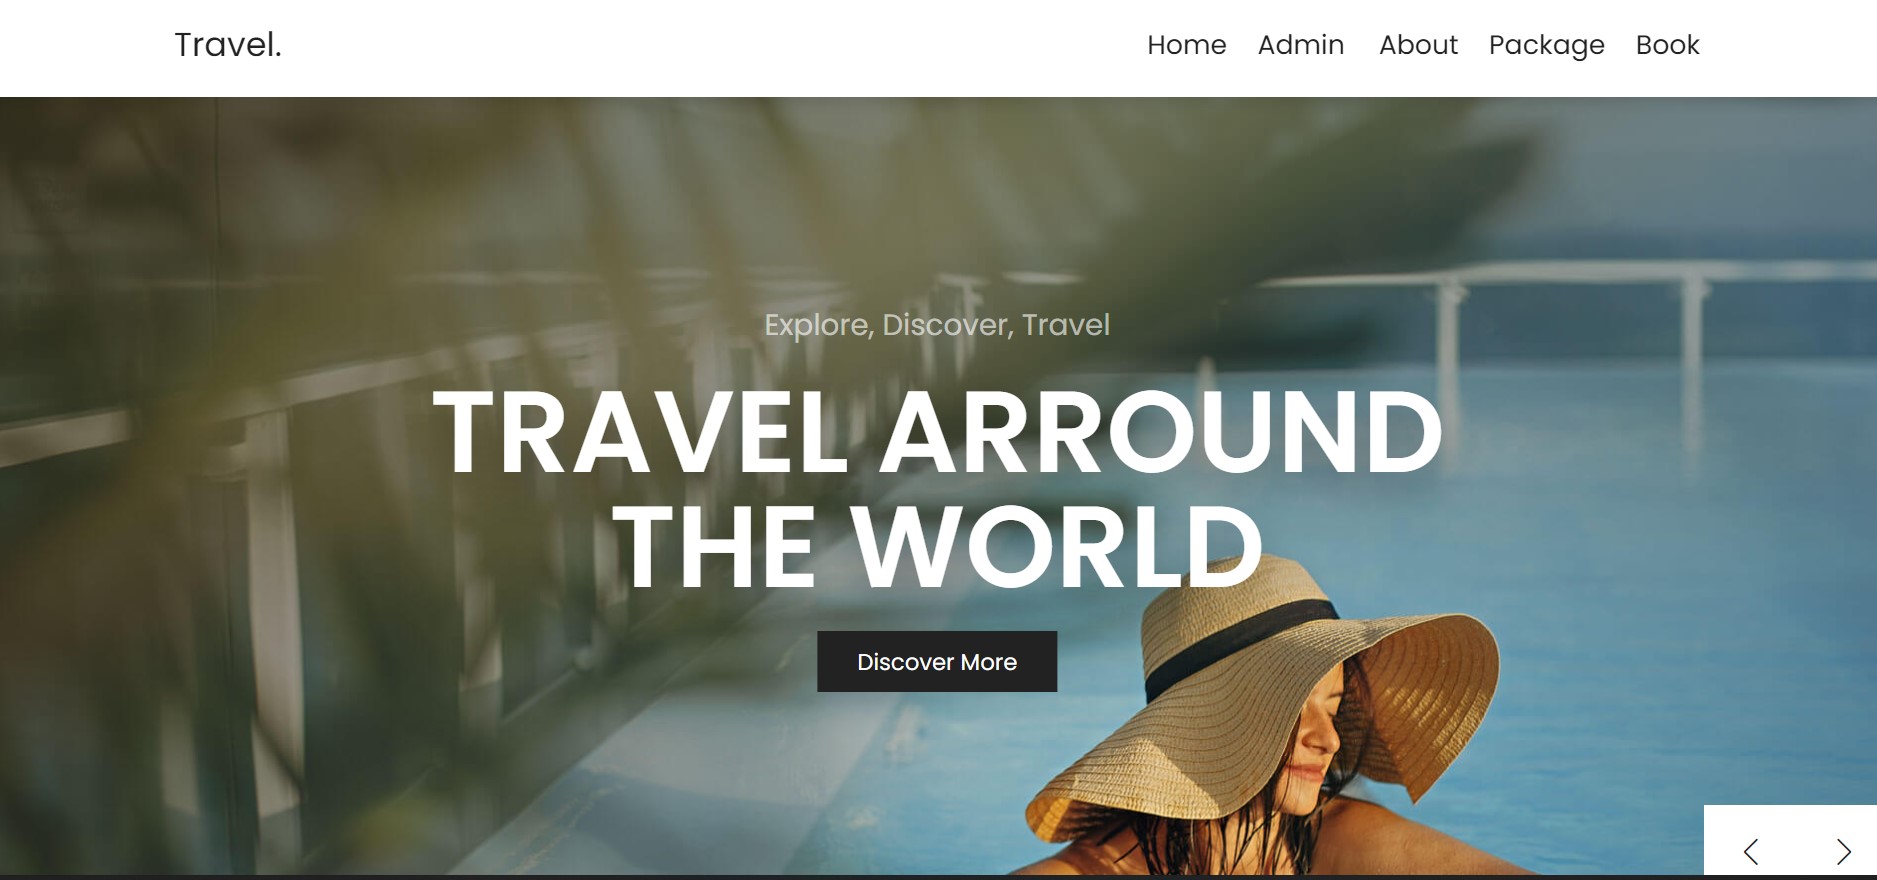 Travel.
Home Admin About Package Book
Explore, Discover, Travel
TRAVEL ARROUND
THE WORLD
Discover More